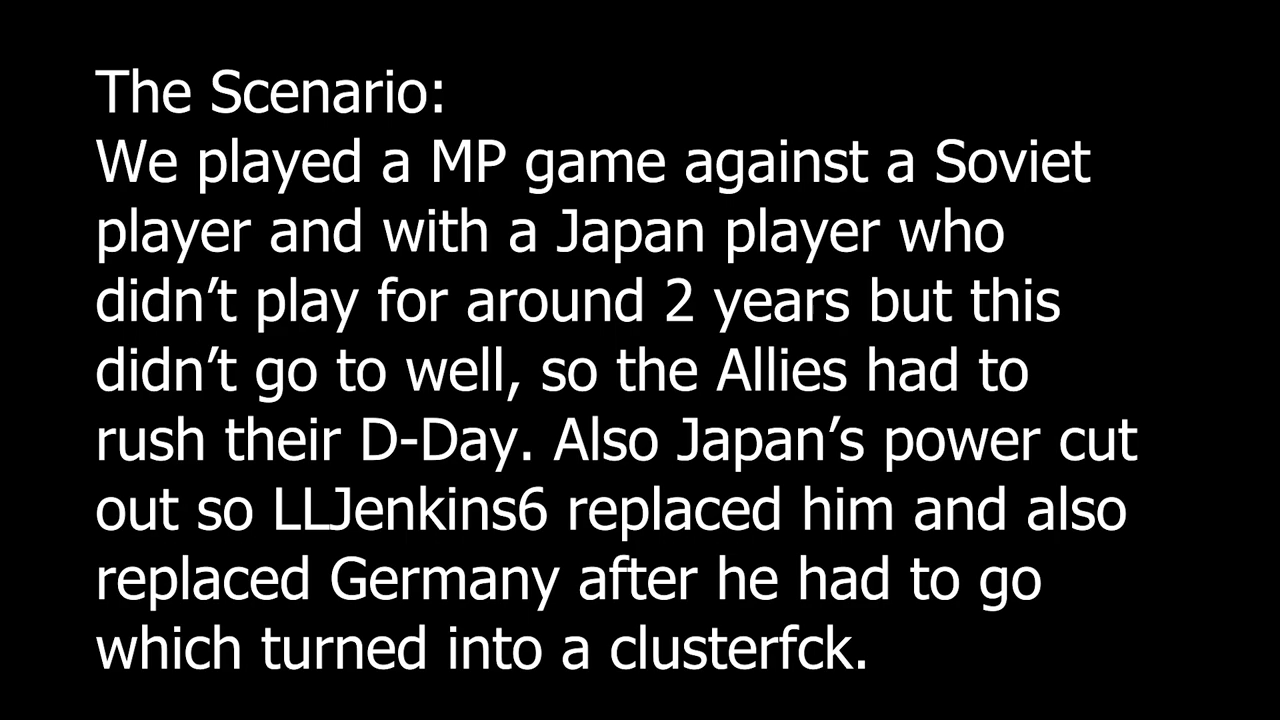 The Scenario:
We played a MP game against a Soviet
player and with a Japan player who
didn’t play for around 2 years but this
didn’t go to well, so the Allies had to
rush their D-Day. Also Japan’s power cut
out so LLJenkins6 replaced him and also
replaced Germany after he had to go
which turned into a clusterfck.